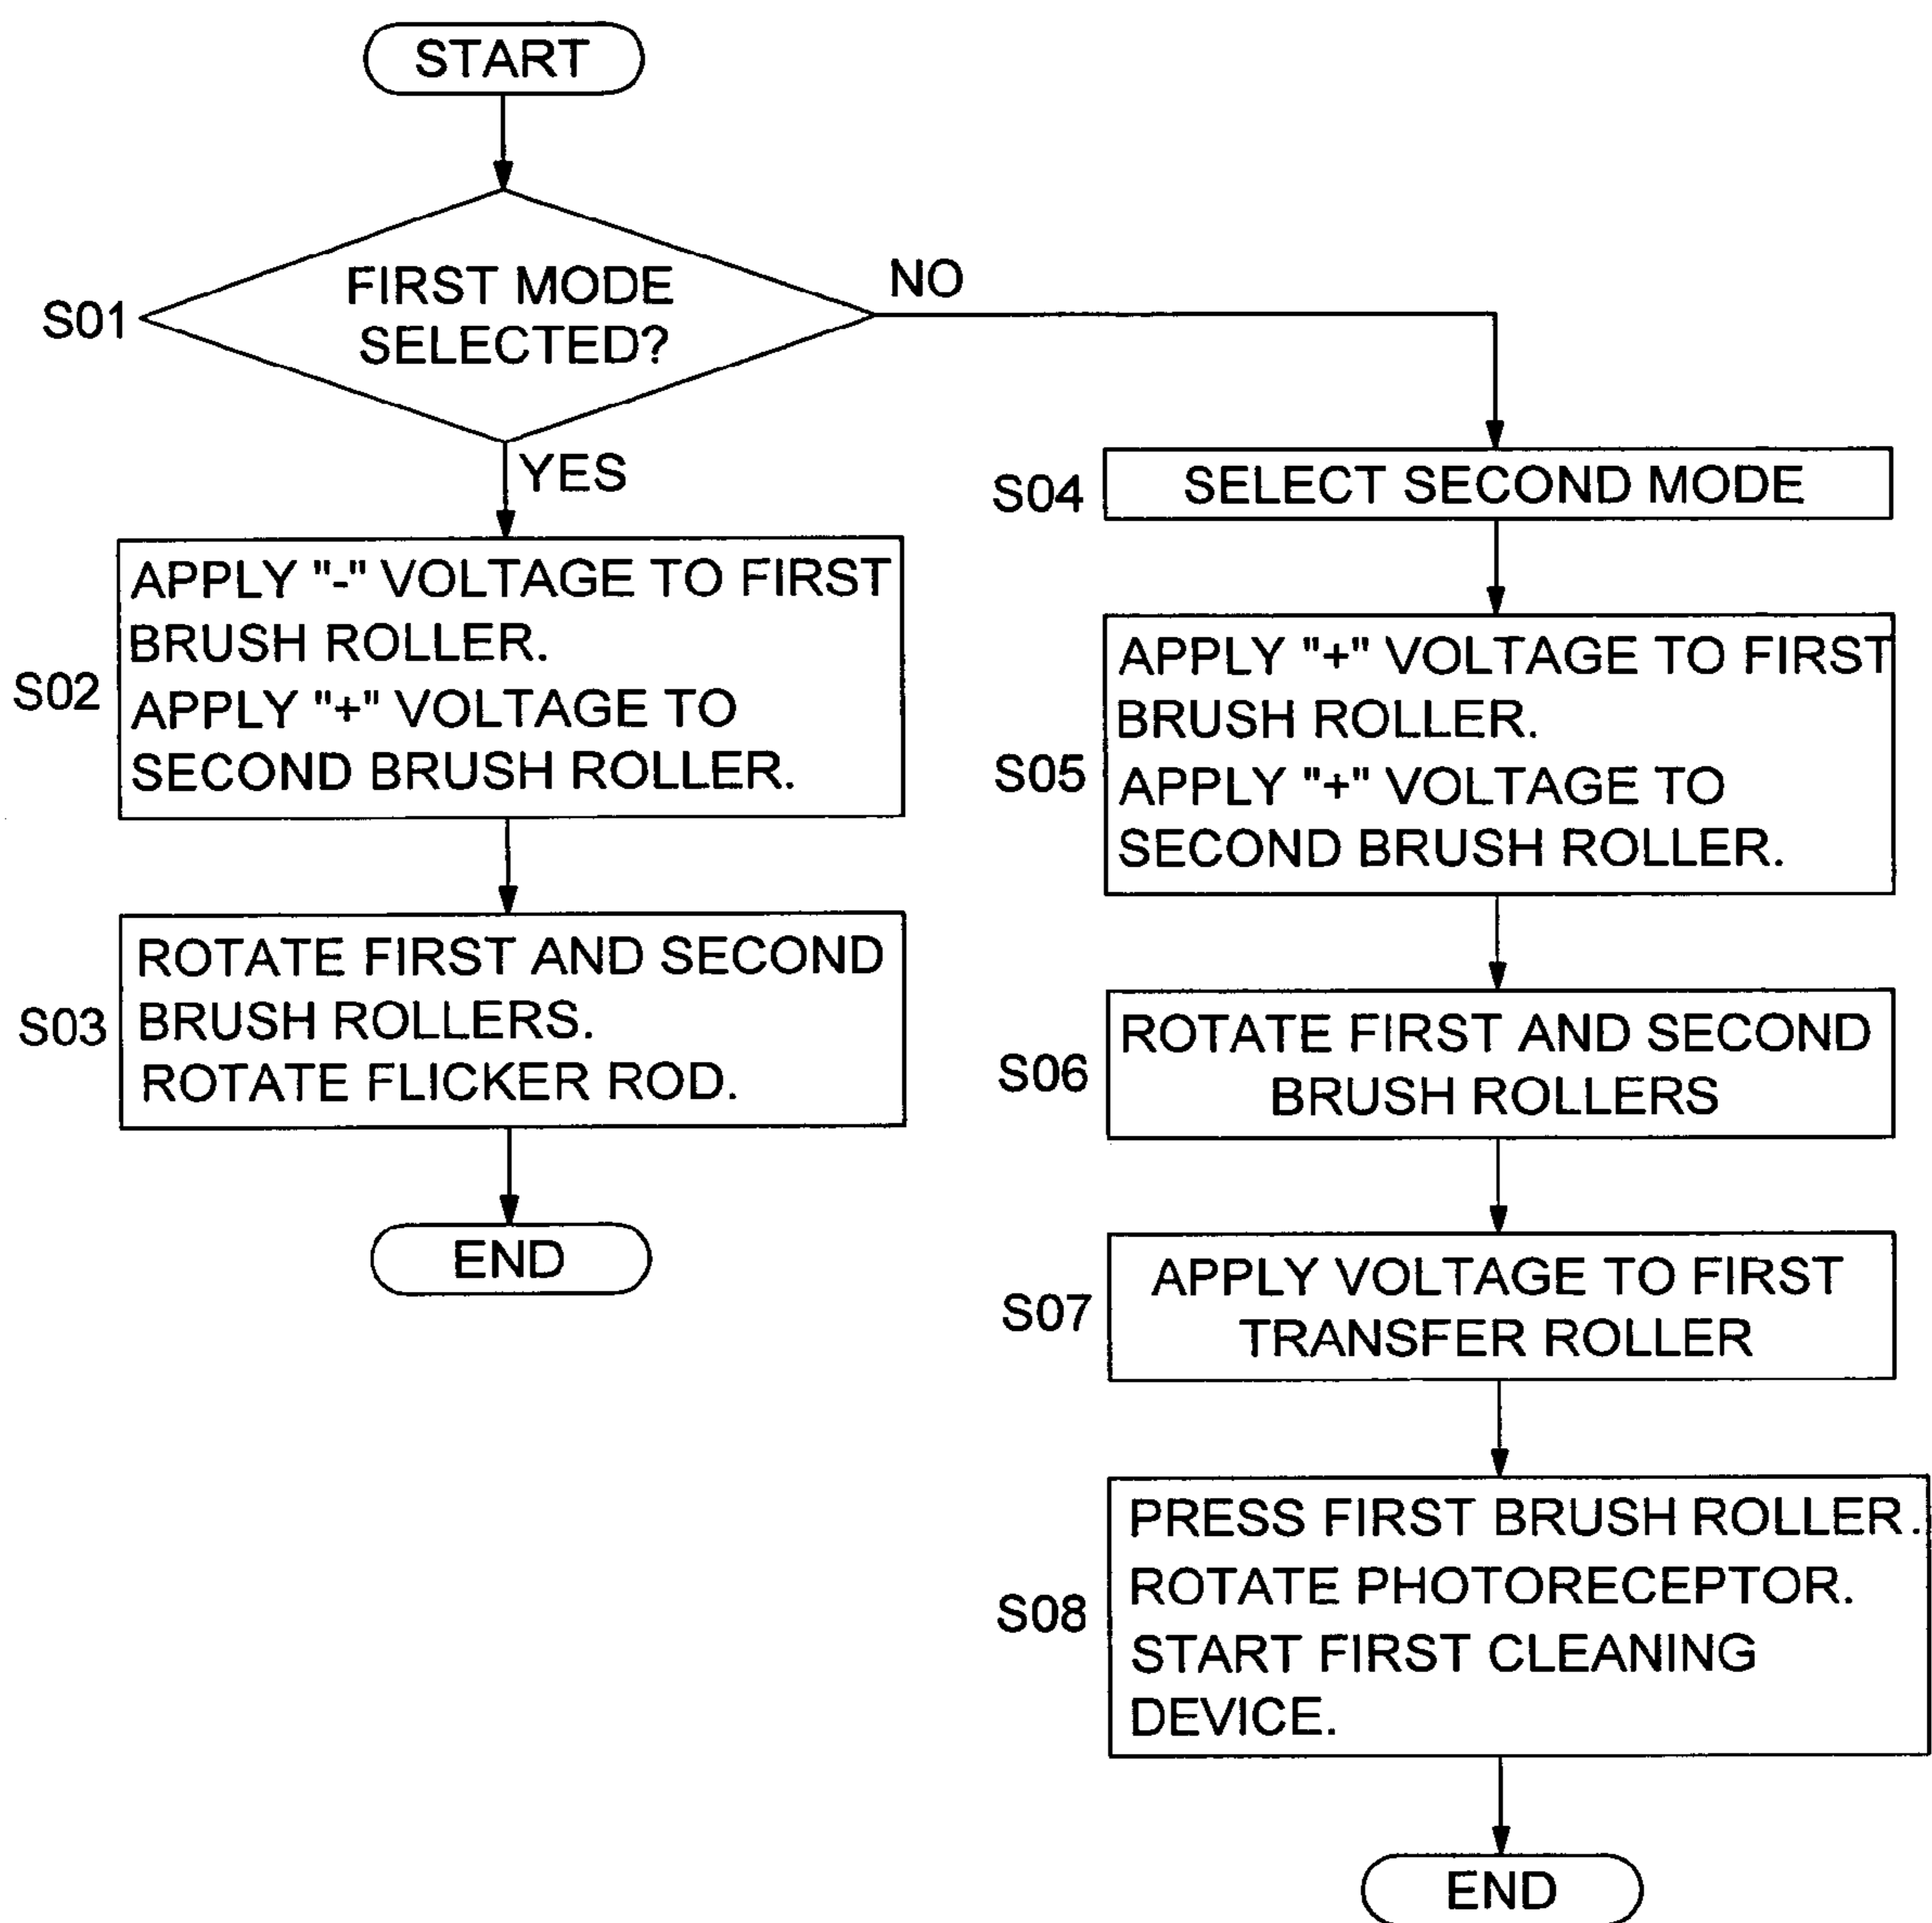 START
S01
FIRST MODE
SELECTED?
NO
YES
S02
APPLY "-" VOLTAGE TO FIRST
BRUSH ROLLER.
APPLY "+" VOLTAGE TO
SECOND BRUSH ROLLER.
S03
ROTATE FIRST AND SECOND
BRUSH ROLLERS.
ROTATE FLICKER ROD.
END
S04
SELECT SECOND MODE
S05
APPLY "+" VOLTAGE TO FIRST
BRUSH ROLLER.
APPLY "+" VOLTAGE TO
SECOND BRUSH ROLLER.
S06
ROTATE FIRST AND SECOND
BRUSH ROLLERS
S07
APPLY VOLTAGE TO FIRST
TRANSFER ROLLER
S08
PRESS FIRST BRUSH ROLLER.
ROTATE PHOTORECEPTOR.
START FIRST CLEANING
DEVICE.
END